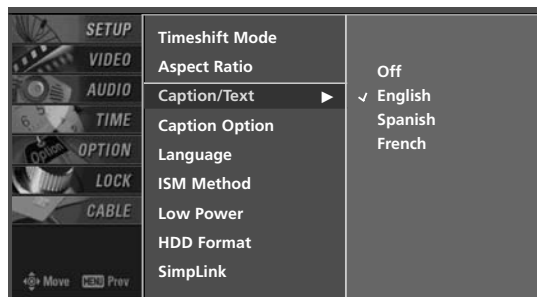 SETUP
VIDEO
AUDIO
TIME
Option OPTION
LOCK
CABLE
Move MENU Prev
Timeshift Mode
Aspect Ratio
Caption/Text
Caption Option
Language
ISM Method
Low Power
HDD Format
SimpLink
Off
English
Spanish
French